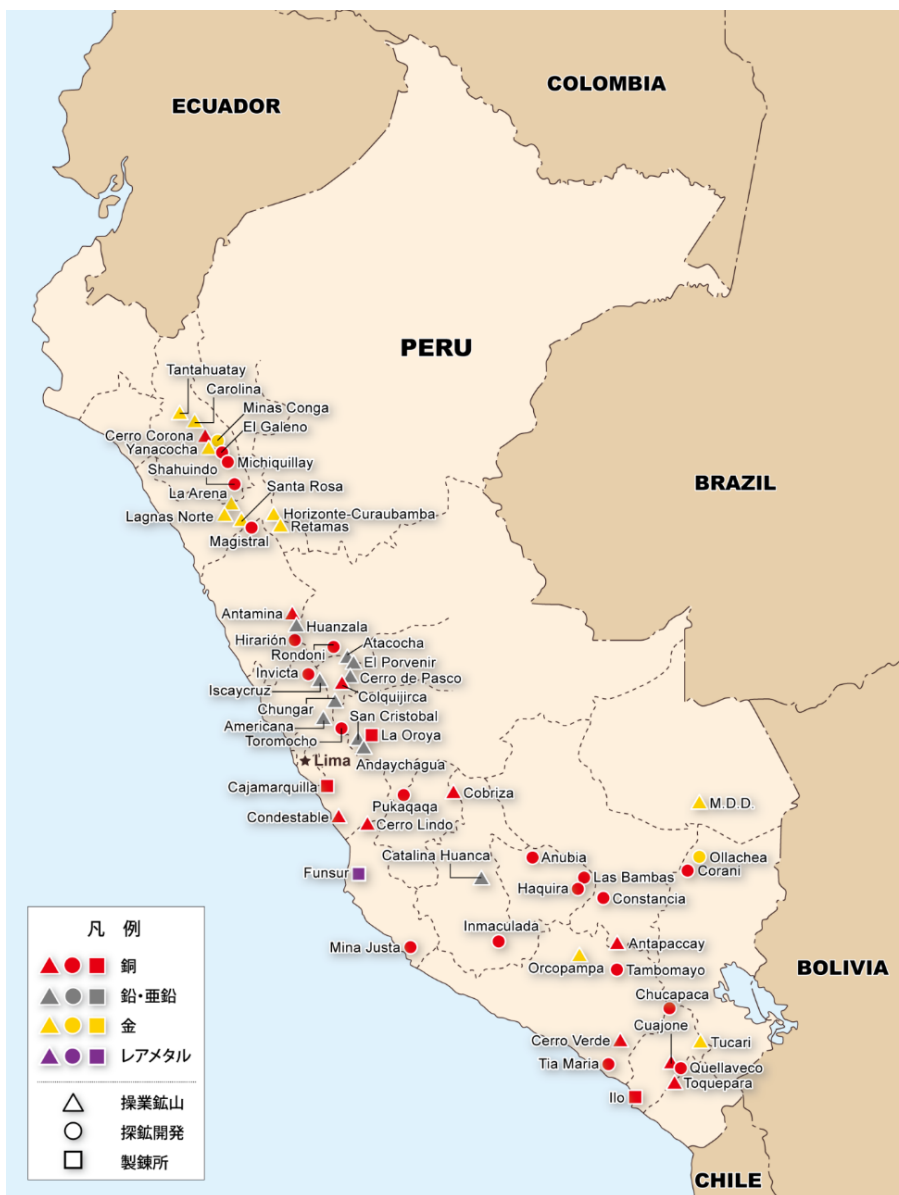 COLOMBIA
ECUADOR
PERU
BRAZIL
BOLIVIA
CHILE
Tantahuatay
Carolina
Minas Conga
El Galeno
Cerro Corona
Yanacocha
Michiquillay
Shahuindo
Santa Rosa
La Arena
Lagnas Norte
Horizonte-Curaubamba
Retamas
Magistral
Antamina
Huanzala
Hirarión
Atacocha
Rondoni
El Porvenir
Invicta
Cerro de Pasco
Iscaycruz
Colquijirca
Chungar
San Cristobal
Americana
La Oroya
Toromocho
Lima
Andaychágua
Cajamarquilla
Cobriza
M.D.D.
Pukaqaqa
Condestable
Cerro Lindo
Catalina Huanca
Anubia
Ollachea
Corani
Funsur
Las Bambas
Haquira
Constancia
Inmaculada
Mina Justa
Antapaccay
Orcopampa
Tambomayo
Chucapaca
Cuajone
Cerro Verde
Tucari
Tia Maria
Quellaveco
Toquepara
Ilo
凡 例
銅
鉛・亜鉛
金
レアメタル
操業鉱山
探鉱開発
製錬所